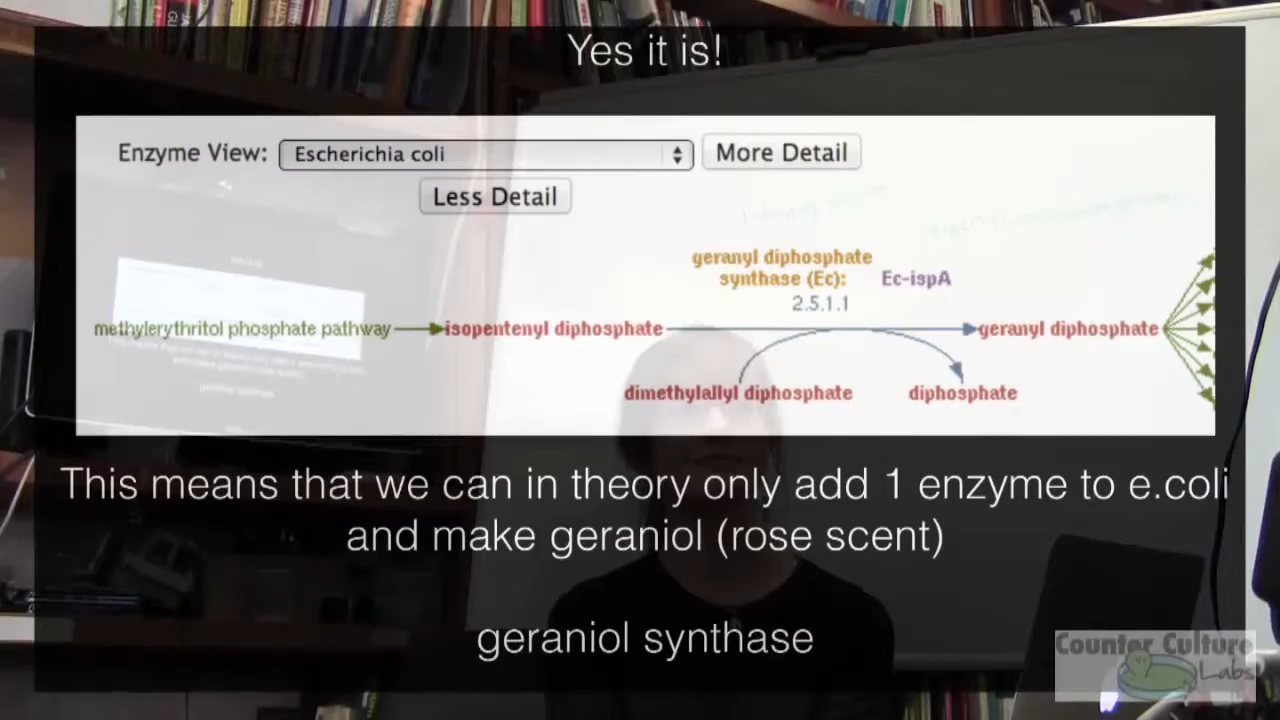 Yes it is!
Enzyme View: Escherichia coli More Detail
Less Detail
geranyl diphosphate
synthase (Ec): Ec-ispA
2.5.1.1
methylerythritol phosphate pathway isopentenyl diphosphate geranyl diphosphate
dimethylallyl diphosphate diphosphate
This means that we can in theory only add 1 enzyme to e.coli
and make geraniol (rose scent)
geraniol synthase
Counter Culture
Labs